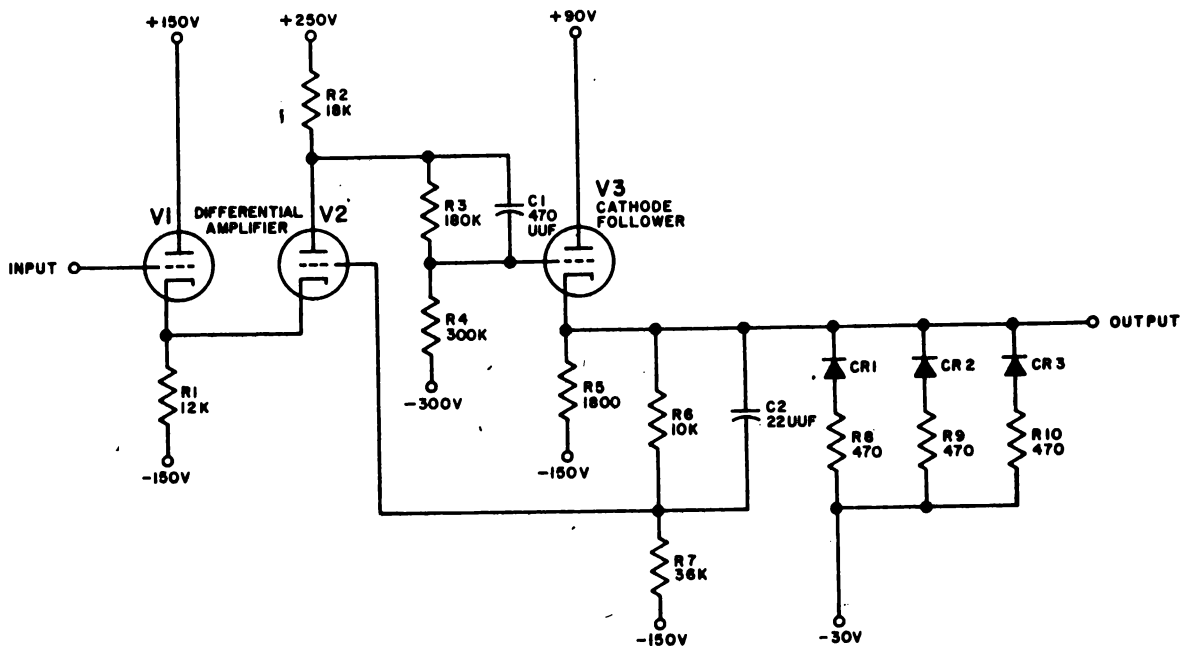 +150V
+250V
+90V
R2
18K
V1
DIFFERENTIAL
AMPLIFIER
V2
R3
180K
C1
470
UUF
V3
CATHODE
FOLLOWER
INPUT
R4
300K
-300V
R1
12K
-150V
R5
1800
-150V
R6
10K
C2
22UUF
CR1
CR2
CR3
OUTPUT
R8
470
R9
470
R10
470
R7
36K
-150V
-30V